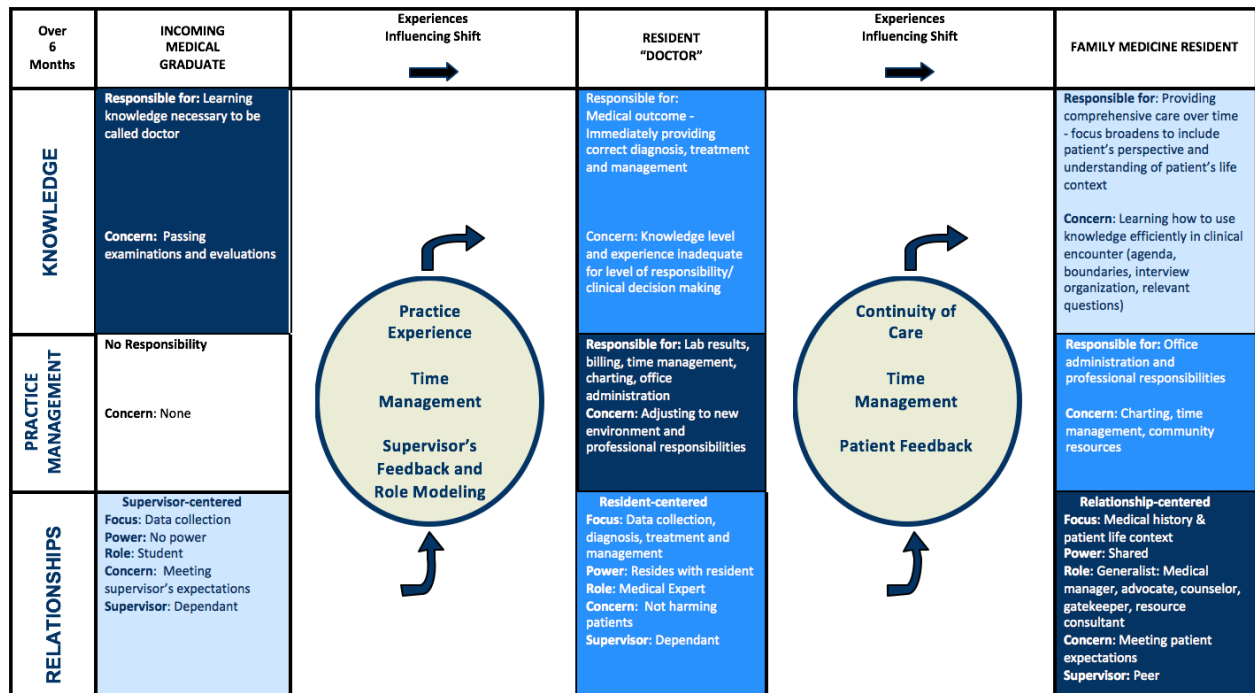 Over
6
Months
INCOMING
MEDICAL
GRADUATE
Experiences
Influencing Shift
RESIDENT
"DOCTOR"
Experiences
Influencing Shift
FAMILY MEDICINE RESIDENT
KNOWLEDGE
Responsible for: Learning
knowledge necessary to be
called doctor
Concern: Passing
examinations and evaluations
Responsible for:
Medical outcome -
Immediately providing
correct diagnosis, treatment
and management
Concern: Knowledge level
and experience inadequate
for level of responsibility/
clinical decision making
Responsible for: Providing
comprehensive care over time
- focus broadens to include
patient's perspective and
understanding of patient's life
context
Concern: Learning how to use
knowledge efficiently in clinical
encounter (agenda,
boundaries, interview
organization, relevant
questions)
Practice
Experience
Time
Management
Supervisor's
Feedback and
Role Modeling
Continuity of
Care
Time
Management
Patient Feedback
PRACTICE
MANAGEMENT
No Responsibility
Concern: None
Responsible for: Lab results,
billing, time management,
charting, office
administration
Concern: Adjusting to new
environment and
professional responsibilities
Responsible for: Office
administration and
professional responsibilities
Concern: Charting, time
management, community
resources
RELATIONSHIPS
Supervisor-centered
Focus: Data collection
Power: No power
Role: Student
Concern: Meeting
supervisor's expectations
Supervisor: Dependant
Resident-centered
Focus: Data collection,
diagnosis, treatment and
management
Power: Resides with resident
Role: Medical Expert
Concern: Not harming
patients
Supervisor: Dependant
Relationship-centered
Focus: Medical history &
patient life context
Power: Shared
Role: Generalist: Medical
manager, advocate, counselor,
gatekeeper, resource
consultant
Concern: Meeting patient
expectations
Supervisor: Peer